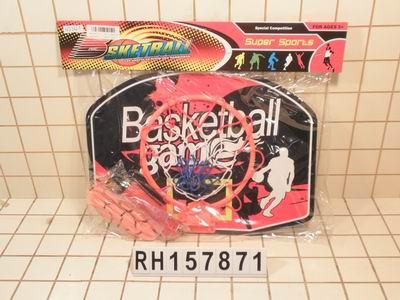 BASKETBALL
Special Competition
FOR AGES 3+
Super Sports
Basketball
game
RH157871